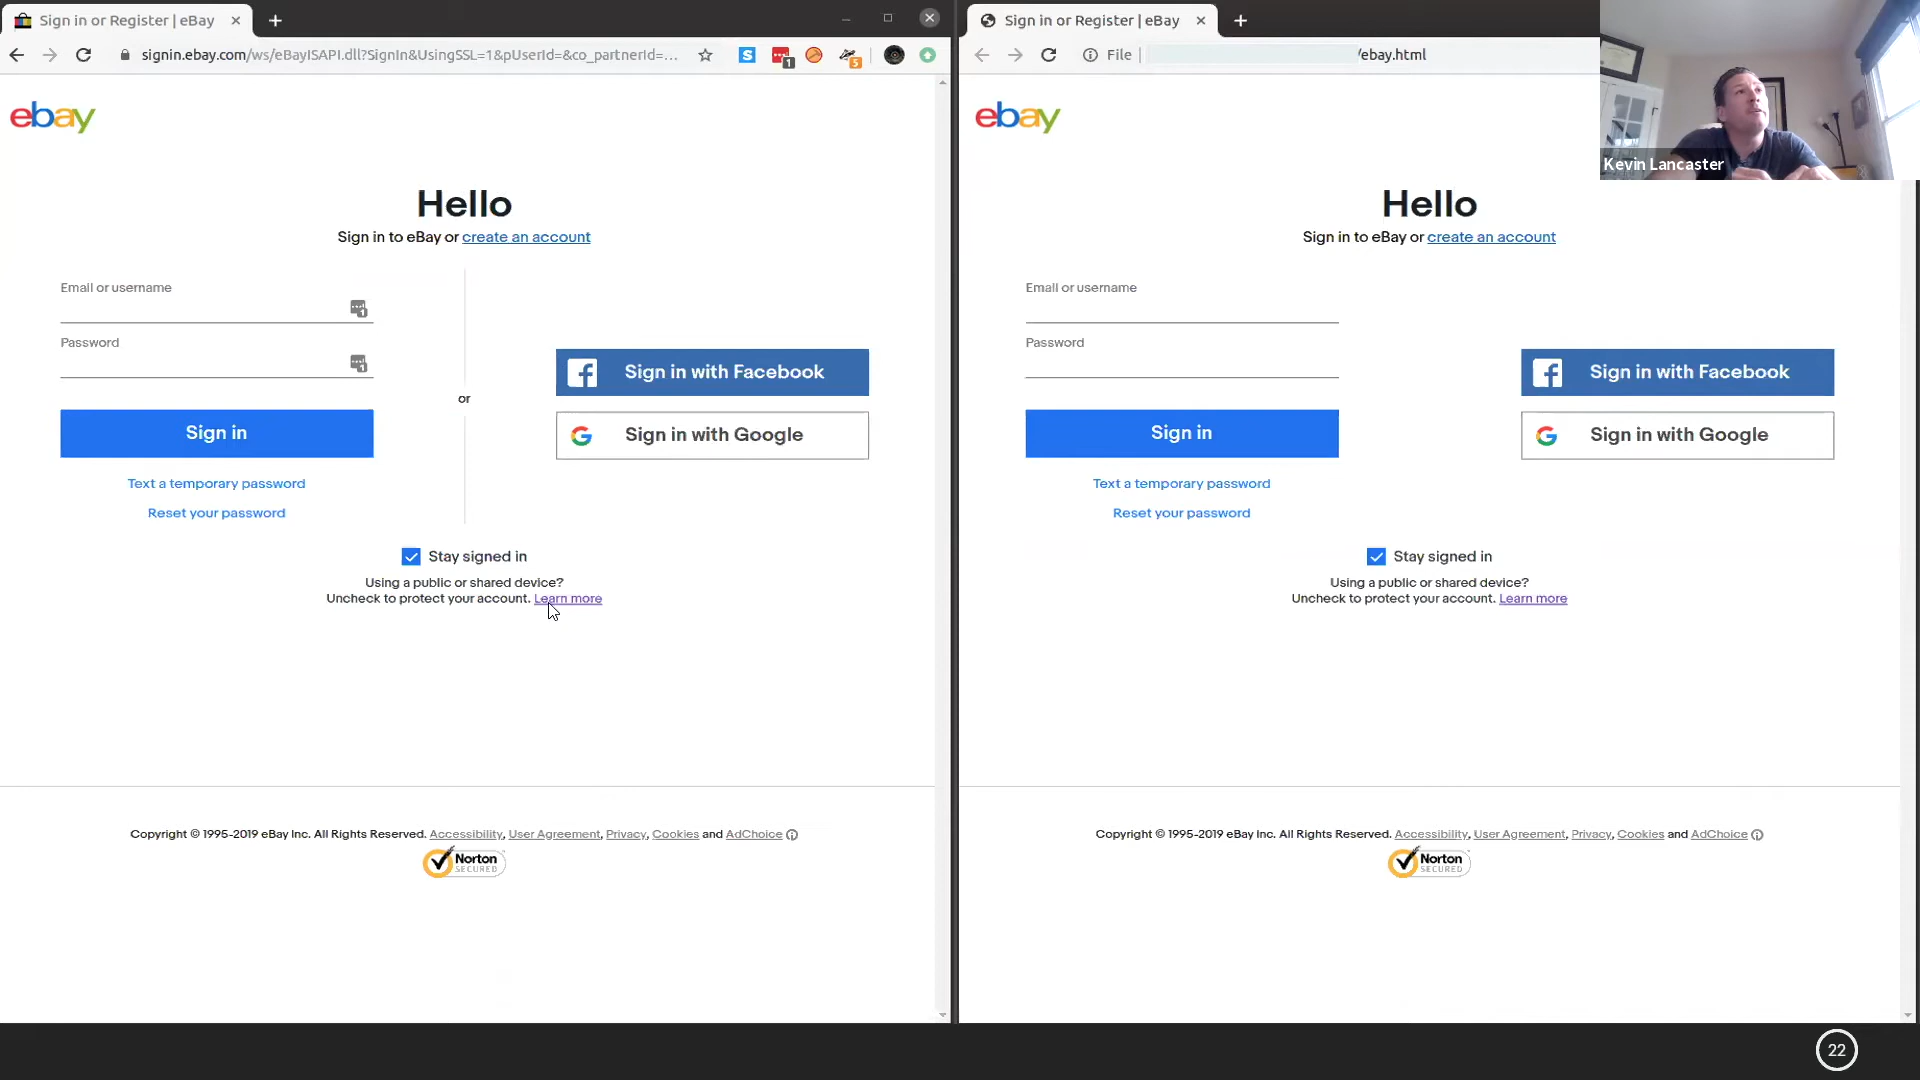 Sign in or Register | eBay
signin.ebay.com/ws/eBayISAPI.dll?SignIn&UsingSSL=1&pUserId=&co_partnerId=...
S
1
5
ebay
Hello
Sign in to eBay or create an account
Email or username
1
Password
1
Sign in
Text a temporary password
Reset your password
or
Sign in with Facebook
Sign in with Google
Stay signed in
Using a public or shared device?
Uncheck to protect your account. Learn more
Copyright © 1995-2019 eBay Inc. All Rights Reserved. Accessibility, User Agreement, Privacy, Cookies and AdChoice
Norton
SECURED
Sign in or Register | eBay
File
/ebay.html
Kevin Lancaster
ebay
Hello
Sign in to eBay or create an account
Email or username
Password
Sign in
Text a temporary password
Reset your password
Sign in with Facebook
Sign in with Google
Stay signed in
Using a public or shared device?
Uncheck to protect your account. Learn more
Copyright © 1995-2019 eBay Inc. All Rights Reserved. Accessibility, User Agreement, Privacy, Cookies and AdChoice
Norton
SECURED
22